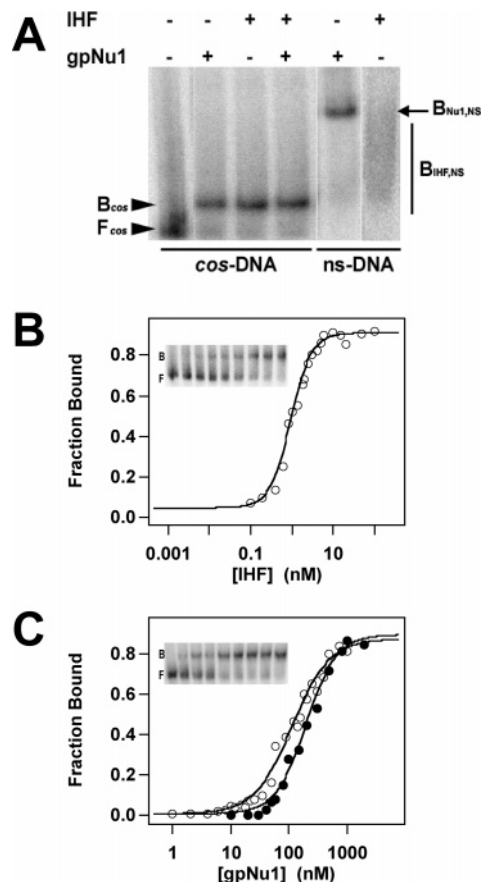 A
IHF - - + + - +
gpNu1 - + - + + -
B_Nu1,NS
B_IHF,NS
B_cos
F_cos
cos-DNA ns-DNA
B
Fraction Bound
0.8
0.6
0.4
0.2
0.0
B
F
0.001 0.1 10
[IHF] (nM)
C
Fraction Bound
0.8
0.6
0.4
0.2
0.0
B
F
1 10 100 1000
[gpNu1] (nM)